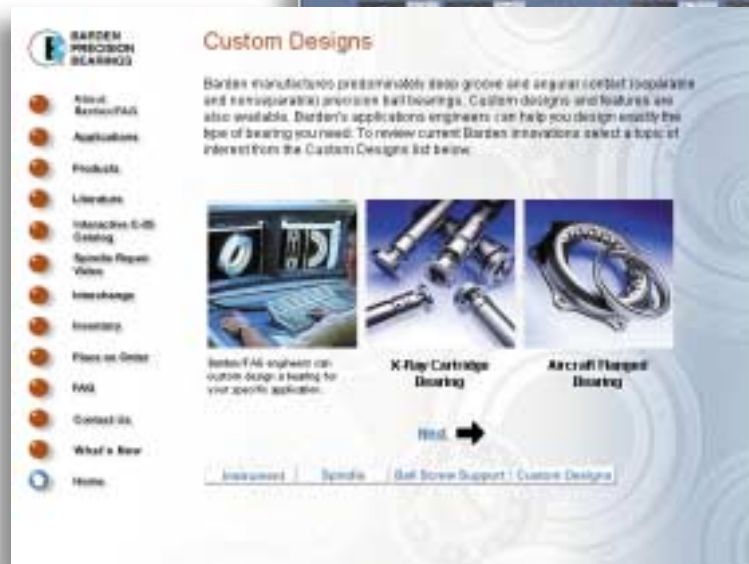 BARDEN
PRECISION
BEARINGS
Custom Designs
Barden manufactures predominately deep groove and angular contact (separable
and nonseparable) precision ball bearings. Custom designs and features are
also available. Barden's applications engineers can help you design exactly the
type of bearing you need. To review current Barden innovations select a topic of
interest from the Custom Designs list below.
About
Barden/FAG
Applications
Products
Literature
Interactive C-05
Catalog
Spindle Repair
Video
Interchange
Inventory
Place an Order
FAQ
Contact Us
What's New
Home
Barden/FAG engineers can
custom design a bearing for
your specific application.
X-Ray Cartridge
Bearing
Aircraft Flanged
Bearing
Next
Instrument
Spindle
Ball Screw Support
Custom Designs